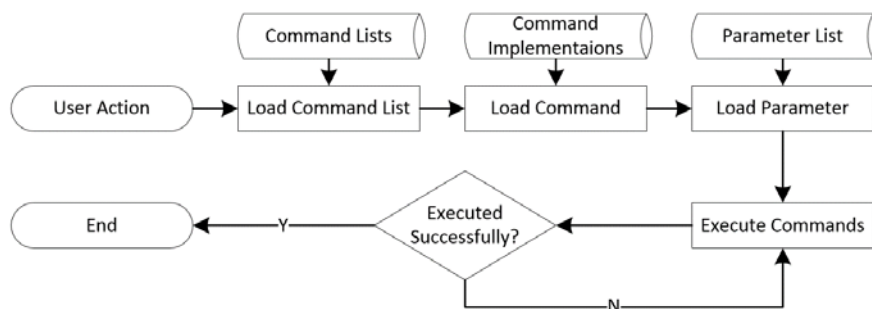 Command Lists
Command
Implementaions
Parameter List
User Action
Load Command List
Load Command
Load Parameter
End
Y
Executed
Successfully?
Execute Commands
N